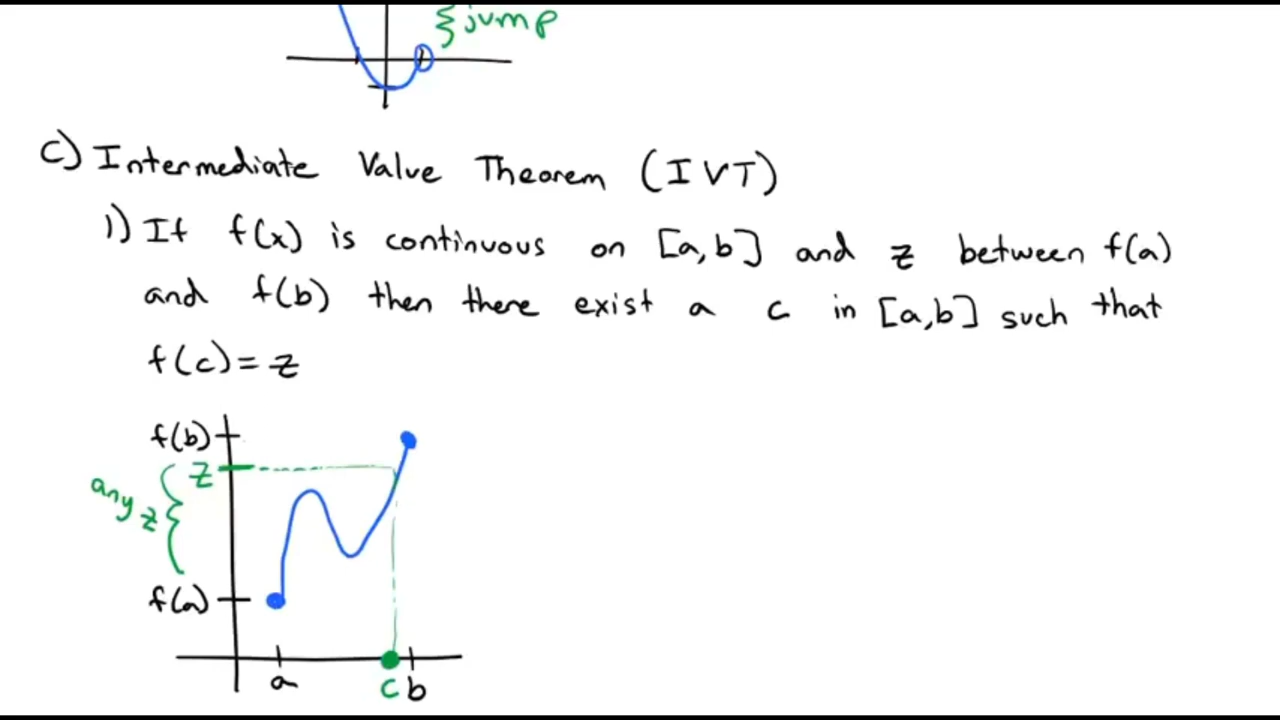 jump
c) Intermediate Value Theorem (IVT)
1) If f(x) is continuous on [a,b] and z between f(a)
and f(b) then there exist a c in [a,b] such that
f(c)=z
f(b)
z
any z
f(a)
a
c b